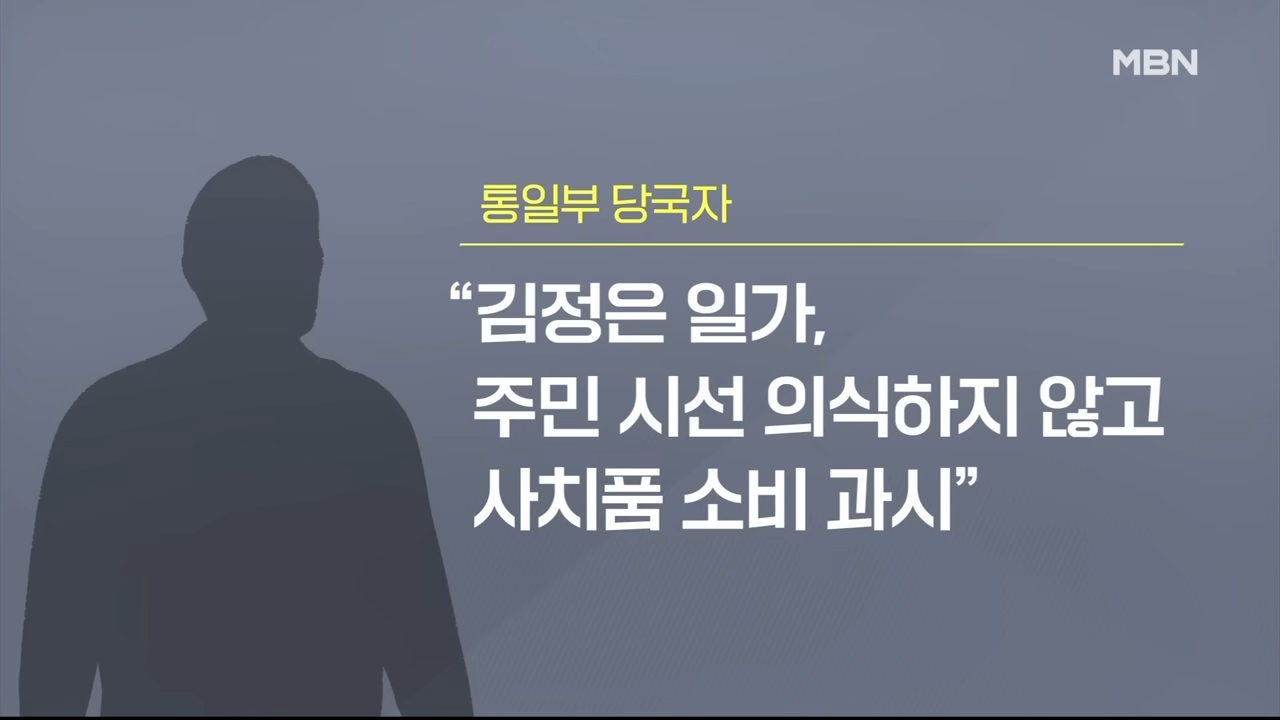 MBN
통일부 당국자
“김정은 일가,
주민 시선 의식하지 않고
사치품 소비 과시”